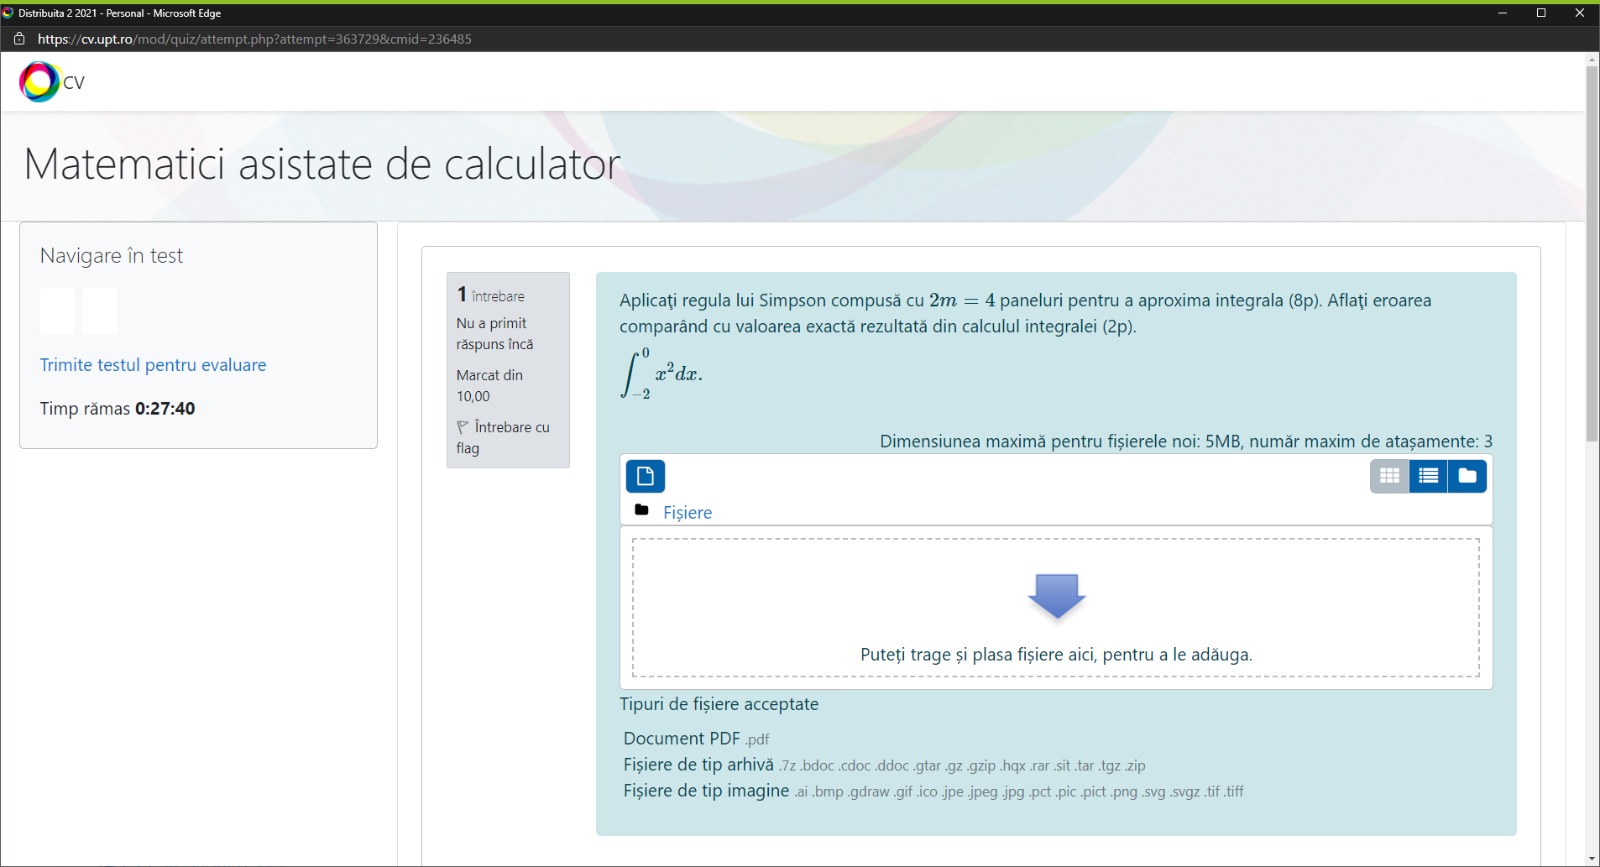 Distribuita 2 2021 - Personal - Microsoft Edge
https://cv.upt.ro/mod/quiz/attempt.php?attempt=363729&cmid=236485
CV
Matematici asistate de calculator
Navigare în test
Trimite testul pentru evaluare
Timp rămas 0:27:40
1 întrebare
Nu a primit
răspuns încă
Marcat din
10,00
Întrebare cu
flag
Aplicaţi regula lui Simpson compusă cu 2m = 4 paneluri pentru a aproxima integrala (8p). Aflaţi eroarea
comparând cu valoarea exactă rezultată din calculul integralei (2p).
∫_{-2}^{0} x²dx.
Dimensiunea maximă pentru fișierele noi: 5MB, număr maxim de atașamente: 3
Fișiere
Puteți trage și plasa fișiere aici, pentru a le adăuga.
Tipuri de fișiere acceptate
Document PDF .pdf
Fișiere de tip arhivă .7z .bdoc .cdoc .ddoc .gtar .gz .gzip .hqx .rar .sit .tar .tgz .zip
Fișiere de tip imagine .ai .bmp .gdraw .gif .ico .jpe .jpeg .jpg .pct .pic .pict .png .svg .svgz .tif .tiff